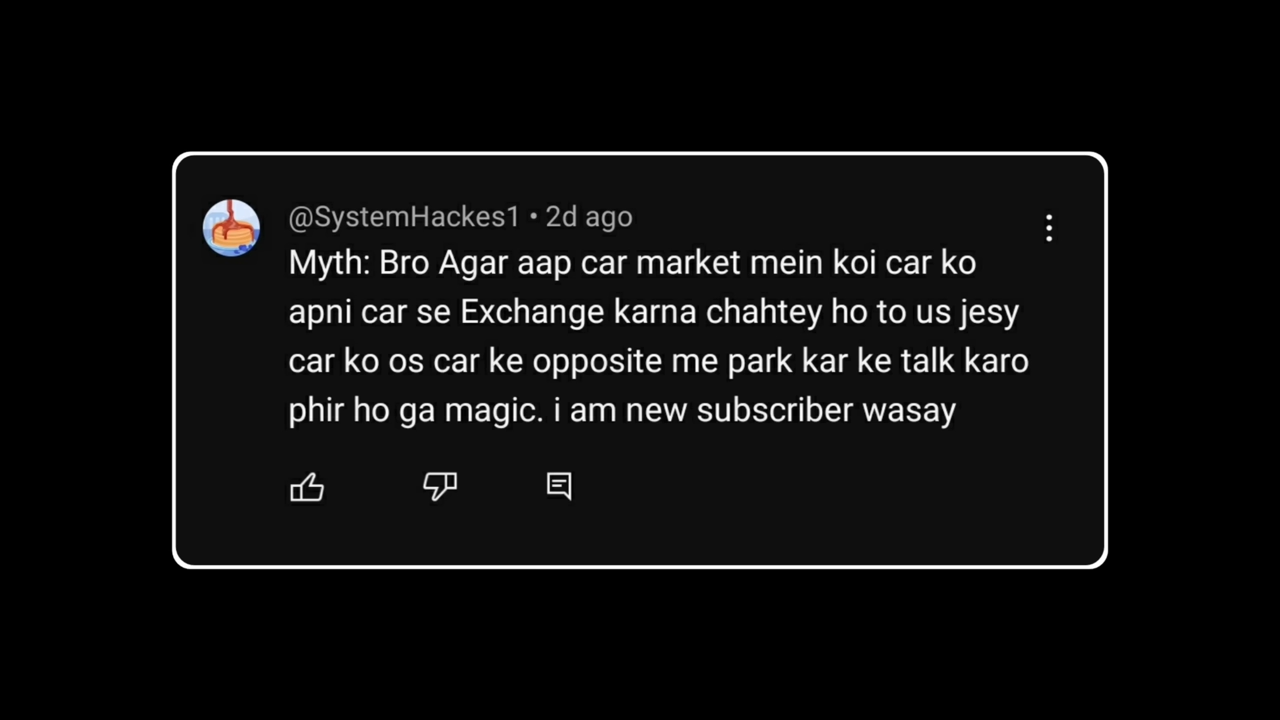 @SystemHackes1 • 2d ago
Myth: Bro Agar aap car market mein koi car ko
apni car se Exchange karna chahtey ho to us jesy
car ko os car ke opposite me park kar ke talk karo
phir ho ga magic. i am new subscriber wasay